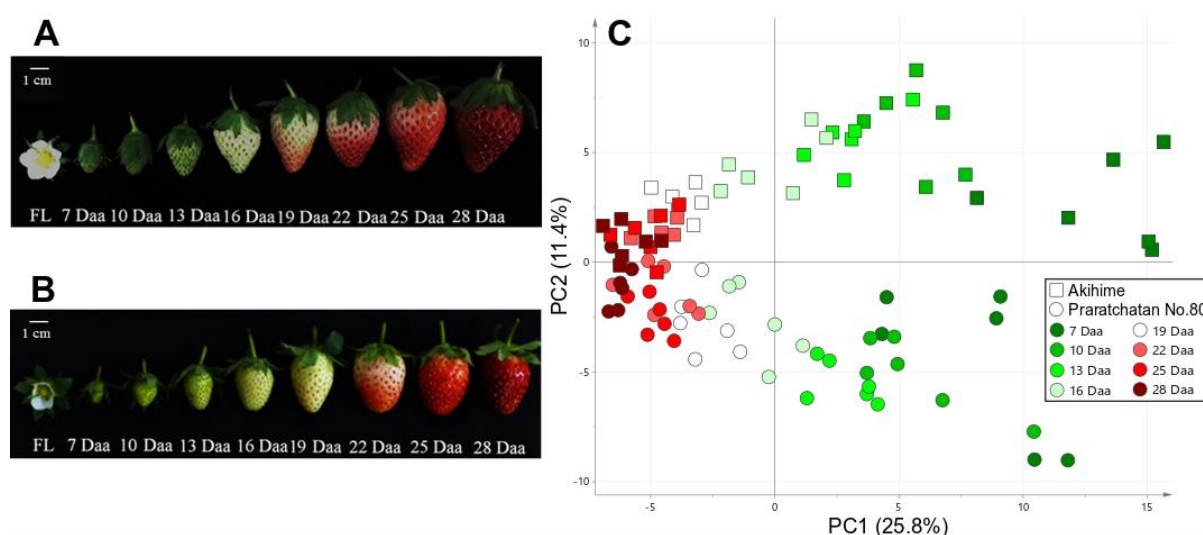 A
1 cm
FL 7 Daa 10 Daa 13 Daa 16 Daa 19 Daa 22 Daa 25 Daa 28 Daa
B
1 cm
FL 7 Daa 10 Daa 13 Daa 16 Daa 19 Daa 22 Daa 25 Daa 28 Daa
C
10
5
0
-5
-10
PC2 (11.4%)
-5 0 5 10 15
PC1 (25.8%)
Akihime
Praratchatan No.80
7 Daa 19 Daa
10 Daa 22 Daa
13 Daa 25 Daa
16 Daa 28 Daa